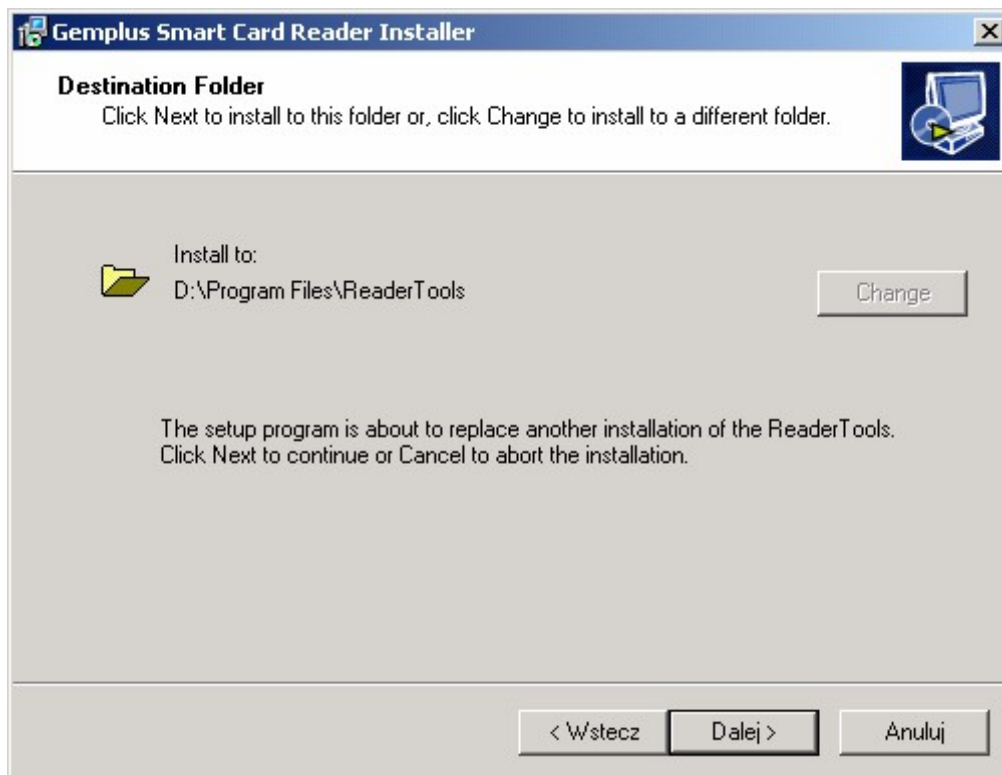 Gemplus Smart Card Reader Installer
Destination Folder
Click Next to install to this folder or, click Change to install to a different folder.
Install to:
D:\Program Files\ReaderTools
Change
The setup program is about to replace another installation of the ReaderTools.
Click Next to continue or Cancel to abort the installation.
< Wstecz
Dalej >
Anuluj